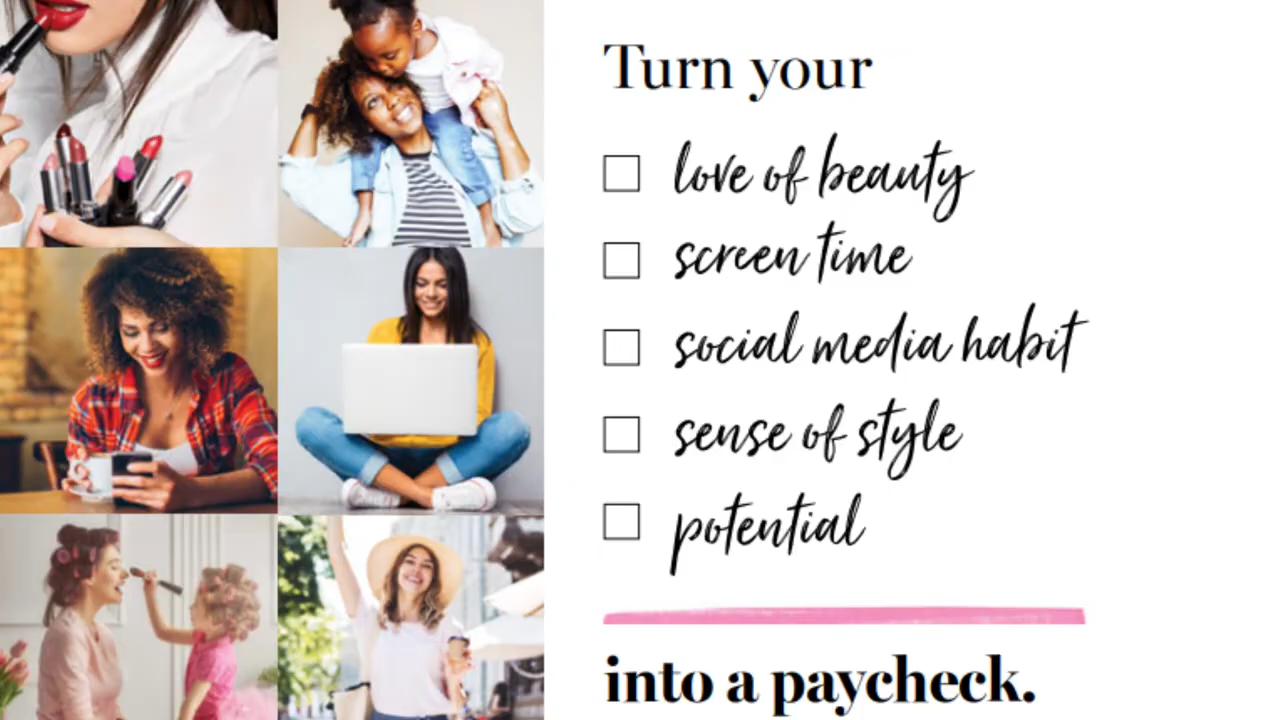 Turn your
love of beauty
screen time
social media habit
sense of style
potential
into a paycheck.